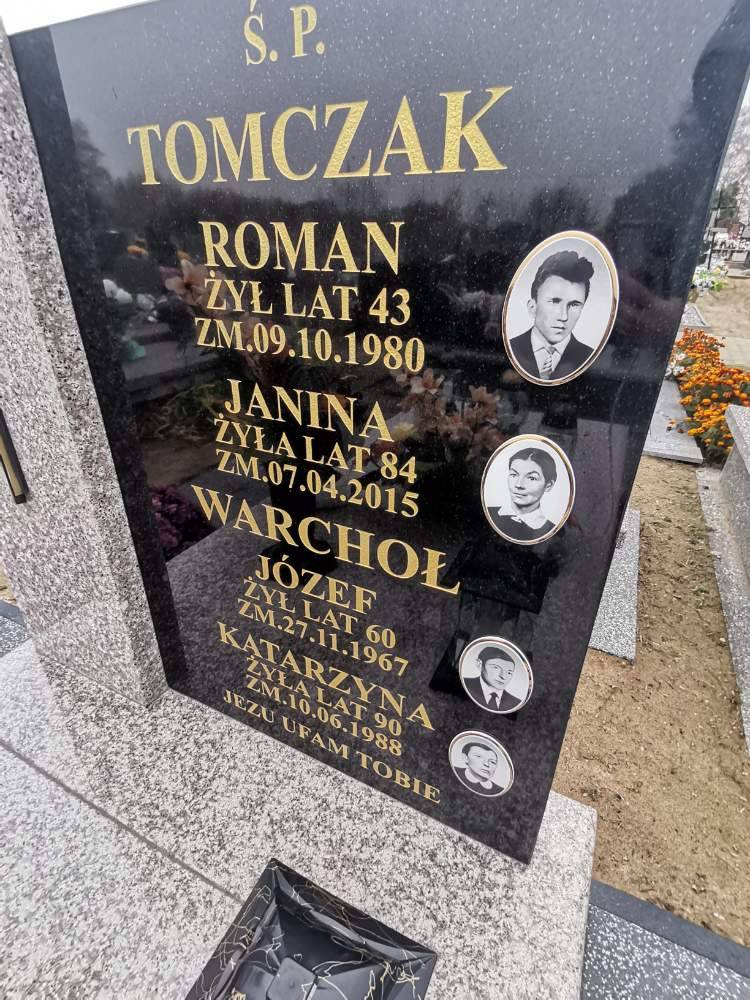 Ś. P.
TOMCZAK
ROMAN
ŻYŁ LAT 43
ZM.09.10.1980
JANINA
ŻYŁA LAT 84
ZM.07.04.2015
WARCHOŁ
JÓZEF
ŻYŁ LAT 60
ZM.27.11.1967
KATARZYNA
ŻYŁA LAT 90
ZM.10.06.1988
JEZU UFAM TOBIE